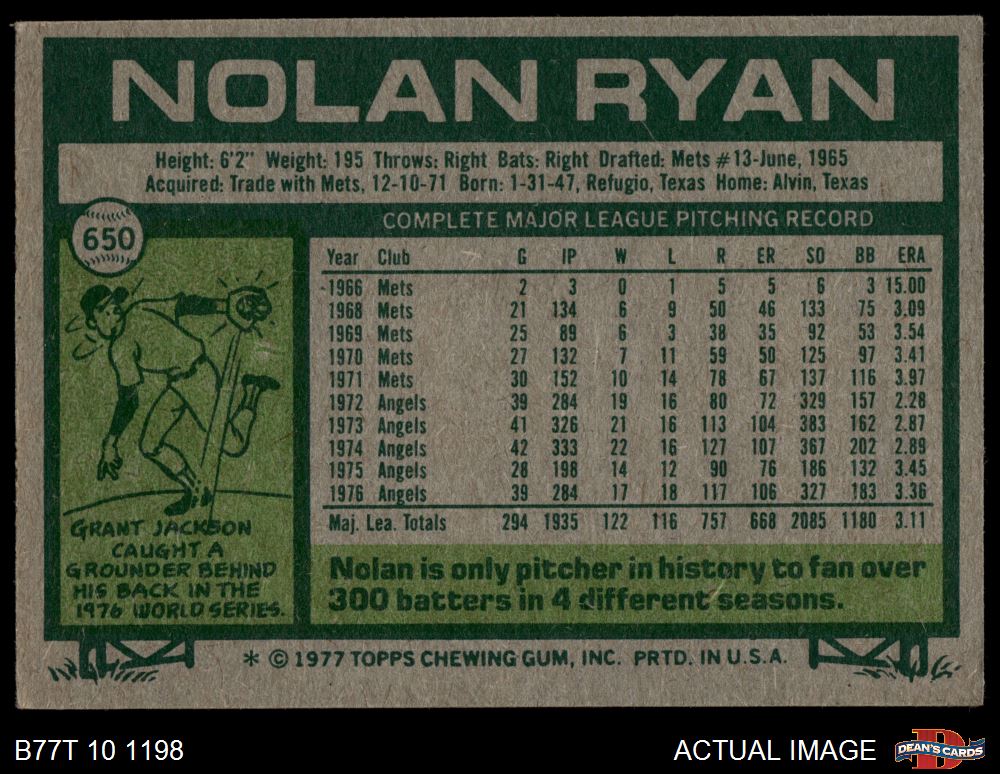 NOLAN RYAN
Height: 6'2" Weight: 195 Throws: Right Bats: Right Drafted: Mets #13-June, 1965
Acquired: Trade with Mets, 12-10-71 Born: 1-31-47, Refugio, Texas Home: Alvin, Texas
650
COMPLETE MAJOR LEAGUE PITCHING RECORD
Year Club G IP W L R ER SO BB ERA
1966 Mets 2 3 0 1 5 5 6 3 15.00
1968 Mets 21 134 6 9 50 46 133 75 3.09
1969 Mets 25 89 6 3 38 35 92 53 3.54
1970 Mets 27 132 7 11 59 50 125 97 3.41
1971 Mets 30 152 10 14 78 67 137 116 3.97
1972 Angels 39 284 19 16 80 72 329 157 2.28
1973 Angels 41 326 21 16 113 104 383 162 2.87
1974 Angels 42 333 22 16 127 107 367 202 2.89
1975 Angels 28 198 14 12 90 76 186 132 3.45
1976 Angels 39 284 17 18 117 106 327 183 3.36
Maj. Lea. Totals 294 1935 122 116 757 668 2085 1180 3.11
GRANT JACKSON
CAUGHT A
GROUNDER BEHIND
HIS BACK IN THE
1976 WORLD SERIES.
Nolan is only pitcher in history to fan over
300 batters in 4 different seasons.
* © 1977 TOPPS CHEWING GUM, INC. PRTD. IN U.S.A.
B77T 10 1198
ACTUAL IMAGE
D
DEAN'S CARDS